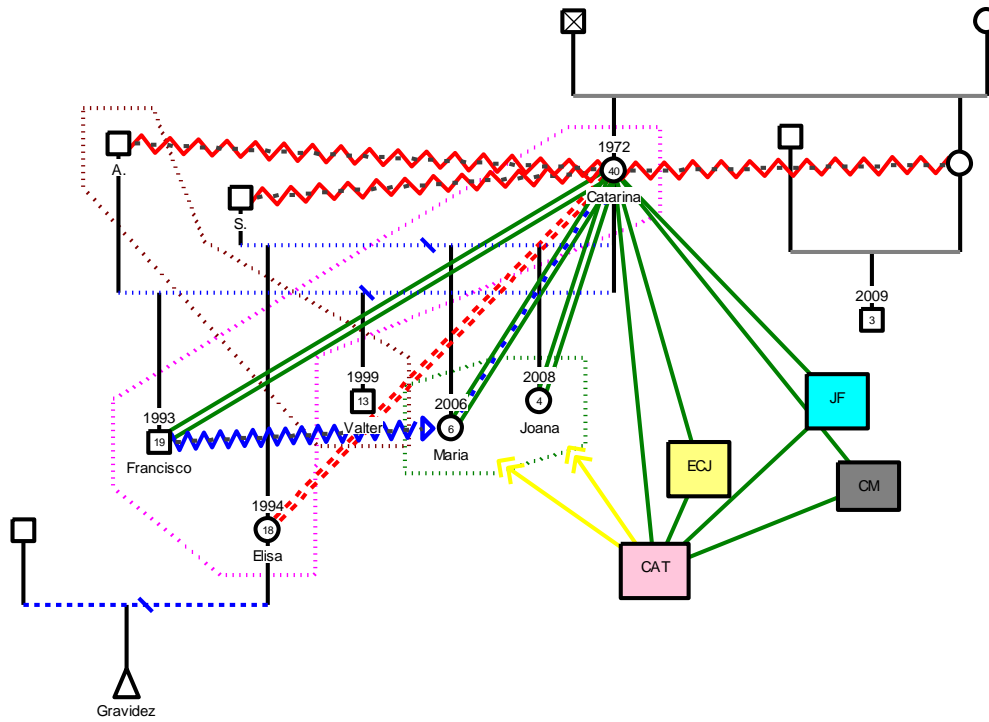 1972
A.
40
Catarina
S.
2009
3
1999
2008
1993
2006
13
4
JF
19
6
Valter
Joana
Francisco
Maria
ECJ
CM
1994
18
Elisa
CAT
Gravidez